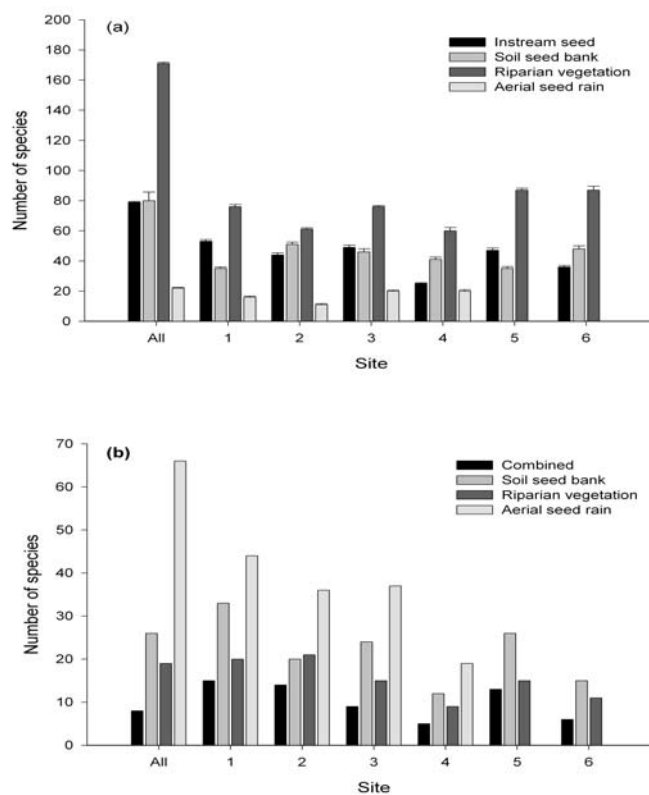 (a)
Instream seed
Soil seed bank
Riparian vegetation
Aerial seed rain
Number of species
200
180
160
140
120
100
80
60
40
20
0
All 1 2 3 4 5 6
Site
(b)
Combined
Soil seed bank
Riparian vegetation
Aerial seed rain
Number of species
70
60
50
40
30
20
10
0
All 1 2 3 4 5 6
Site